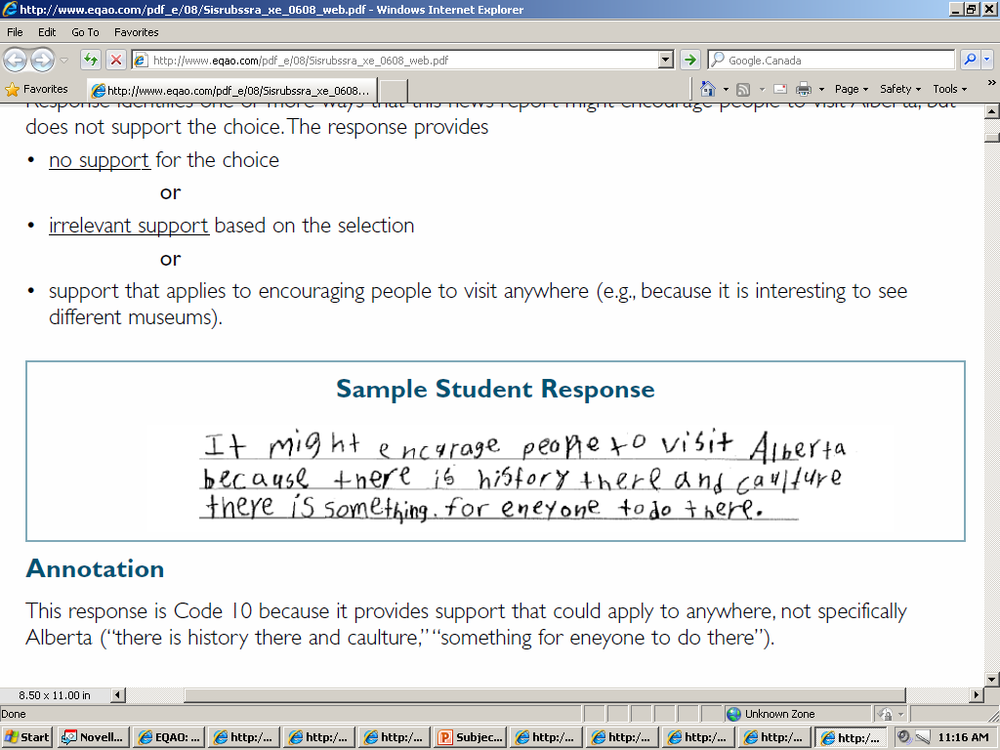 http://www.eqao.com/pdf_e/08/Sisrubssra_xe_0608_web.pdf - Windows Internet Explorer
File Edit Go To Favorites
http://www.eqao.com/pdf_e/08/Sisrubssra_xe_0608_web.pdf Google.Canada
Favorites http://www.eqao.com/pdf_e/08/Sisrubssra_xe_0608... Page Safety Tools »
Response identifies one or more ways that this news report might encourage people to visit Alberta, but
does not support the choice. The response provides
• no support for the choice
or
• irrelevant support based on the selection
or
• support that applies to encouraging people to visit anywhere (e.g., because it is interesting to see
different museums).
Sample Student Response
It might encurage people to visit Alberta
because there is history there and caulture
there is something. for eneyone to do there.
Annotation
This response is Code 10 because it provides support that could apply to anywhere, not specifically
Alberta (“there is history there and caulture,” “something for eneyone to do there”).
8.50 x 11.00 in
Done Unknown Zone
Start Novell... EQAO: ... http:/... http:/... http:/... Subjec... http:/... http:/... http:/... http:/... http:/... 11:16 AM